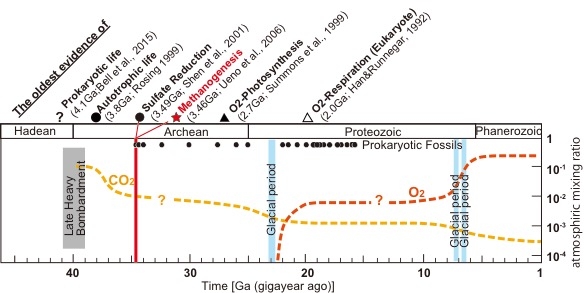 The oldest evidence of
? Prokaryotic life
(4.1Ga;Bell et al., 2015)
Autotrophic life
(3.8Ga; Rosing 1999)
Sulfate Reduction
(3.49Ga; Shen et al., 2001)
Methanogenesis
(3.46Ga; Ueno et al., 2006)
O2-Photosynthesis
(2.7Ga; Summons et al., 1999)
O2-Respiration (Eukaryote)
(2.0Ga; Han&Runnegar, 1992)
Hadean Archean Proteozoic Phanerozoic
Prokaryotic Fossils
1
10-1
10-2
10-3
10-4
atmospheric mixing ratio
Late Heavy
Bombardment
CO2
?
Glacial period
?
O2
Glacial period
Glacial period
40 30 20 10 1
Time [Ga (gigayear ago)]